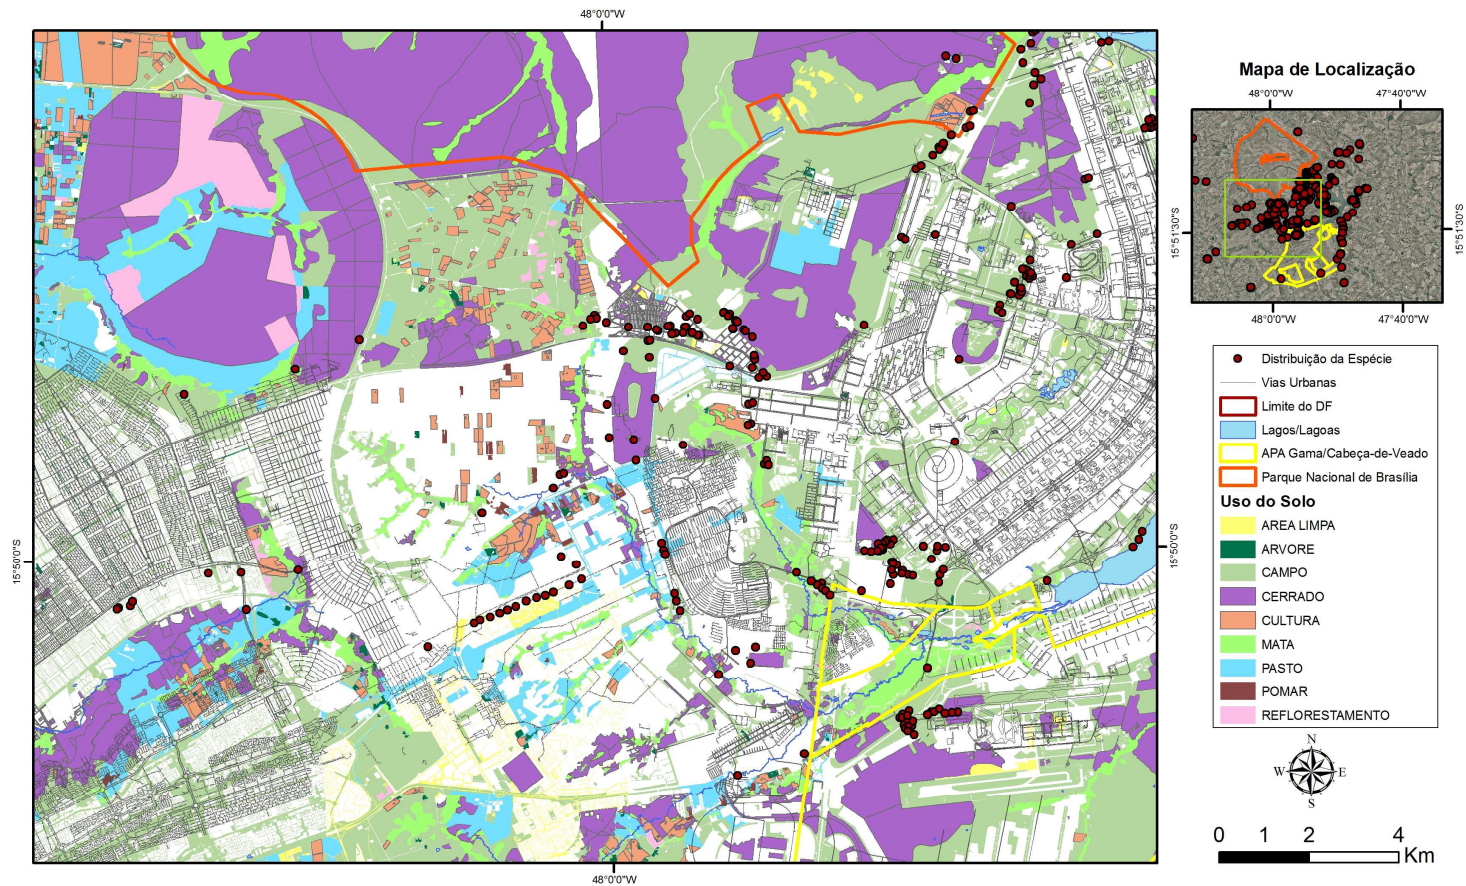 48°0'0"W
Mapa de Localização
48°0'0"W
47°40'0"W
15°51'30"S
15°51'30"S
48°0'0"W
47°40'0"W
Distribuição da Espécie
Vias Urbanas
Limite do DF
Lagos/Lagoas
APA Gama/Cabeça-de-Veado
Parque Nacional de Brasília
Uso do Solo
AREA LIMPA
ARVORE
CAMPO
CERRADO
CULTURA
MATA
PASTO
POMAR
REFLORESTAMENTO
15°50'0"S
15°50'0"S
N
W
E
S
0 1 2 4
Km
48°0'0"W